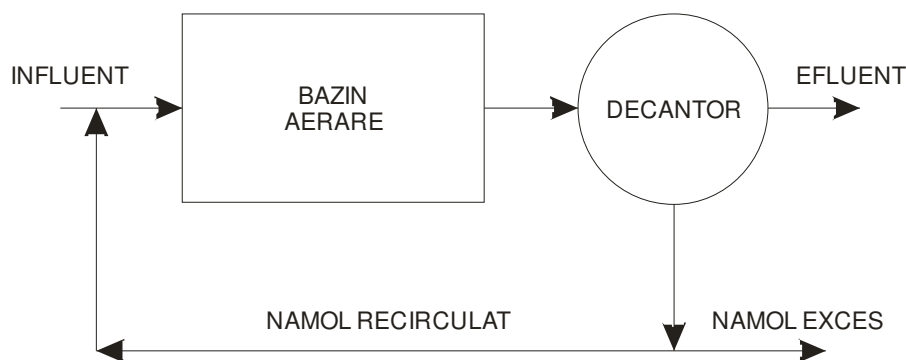 INFLUENT
EFLUENT
BAZIN
AERARE
DECANTOR
NAMOL RECIRCULAT
NAMOL EXCES